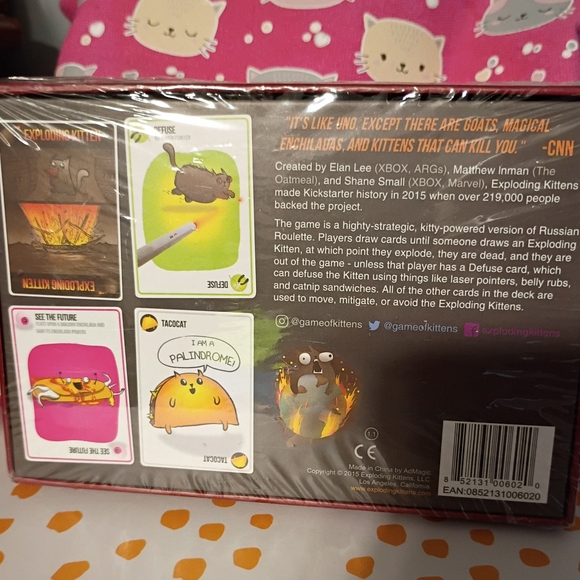 EXPLODING KITTEN
EXPLODING KITTEN
DEFUSE
DEFUSE
SEE THE FUTURE
SEE THE FUTURE
TACOCAT
I AM A
PALINDROME!
TACOCAT
"IT'S LIKE UNO, EXCEPT THERE ARE GOATS, MAGICAL
ENCHILADAS, AND KITTENS THAT CAN KILL YOU." -CNN
Created by Elan Lee (XBOX, ARGs), Matthew Inman (The
Oatmeal), and Shane Small (XBOX, Marvel), Exploding Kittens
made Kickstarter history in 2015 when over 219,000 people
backed the project.
The game is a highty-strategic, kitty-powered version of Russian
Roulette. Players draw cards until someone draws an Exploding
Kitten, at which point they explode, they are dead, and they are
out of the game - unless that player has a Defuse card, which
can defuse the Kitten using things like laser pointers, belly rubs,
and catnip sandwiches. All of the other cards in the deck are
used to move, mitigate, or avoid the Exploding Kittens.
@gameofkittens @gameofkittens explodingkittens
CE
Made in China by AdMagic
Copyright © 2015 Exploding Kittens, LLC
Los Angeles, California
www.explodingkittens.com
8 52131 00602 0
EAN:0852131006020